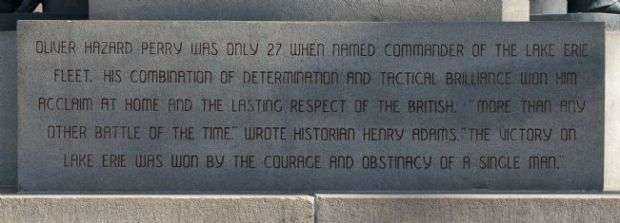 OLIVER HAZARD PERRY WAS ONLY 27 WHEN NAMED COMMANDER OF THE LAKE ERIE
FLEET. HIS COMBINATION OF DETERMINATION AND TACTICAL BRILLIANCE WON HIM
ACCLAIM AT HOME AND THE LASTING RESPECT OF THE BRITISH. "MORE THAN ANY
OTHER BATTLE OF THE TIME," WROTE HISTORIAN HENRY ADAMS, "THE VICTORY ON
LAKE ERIE WAS WON BY THE COURAGE AND OBSTINACY OF A SINGLE MAN."